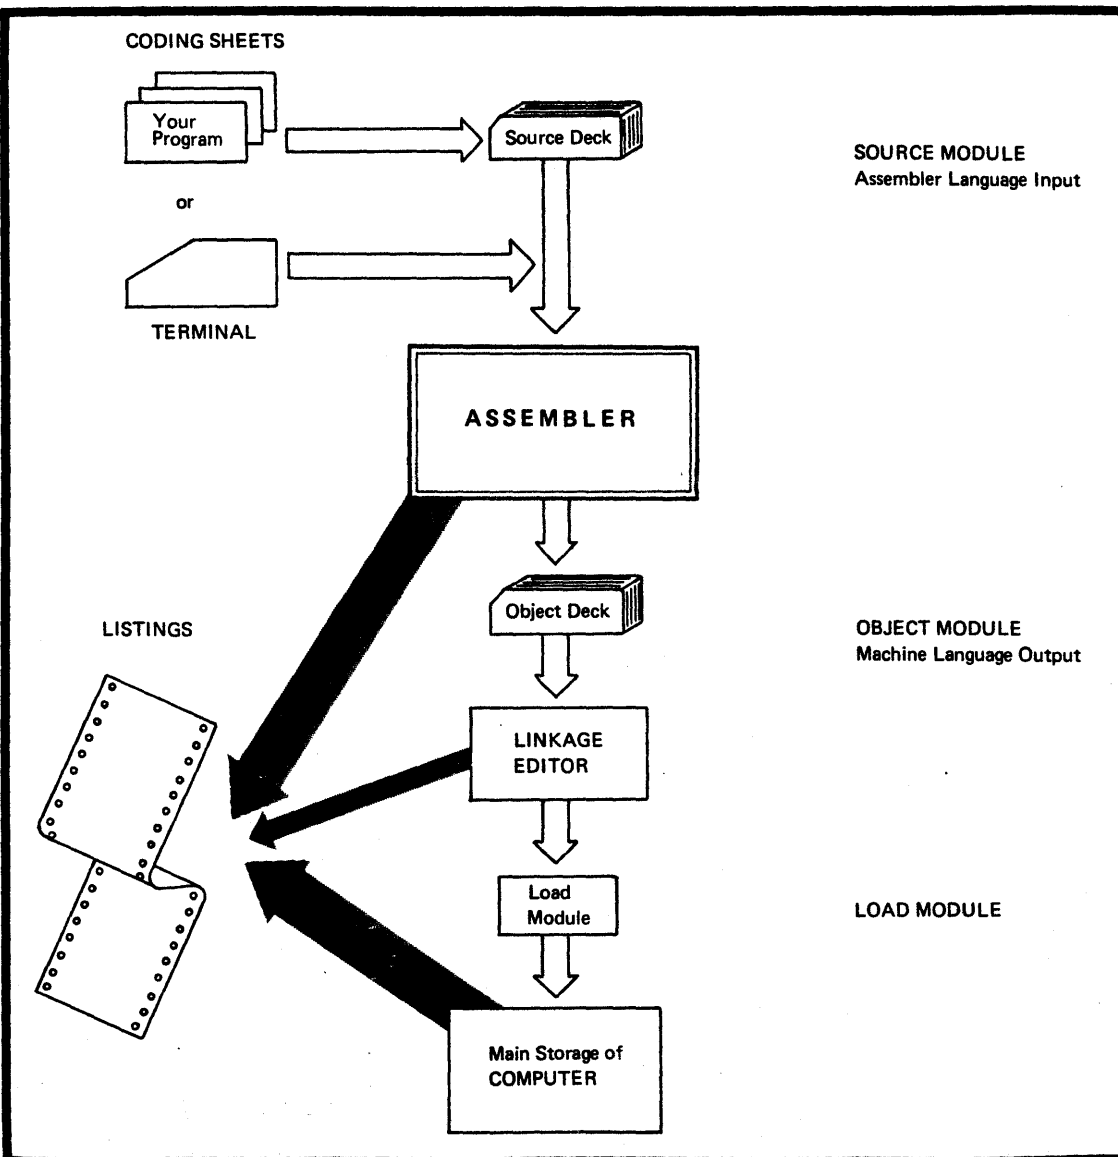 CODING SHEETS
Your
Program
Source Deck
SOURCE MODULE
Assembler Language Input
or
TERMINAL
ASSEMBLER
Object Deck
LISTINGS
OBJECT MODULE
Machine Language Output
LINKAGE
EDITOR
Load
Module
LOAD MODULE
Main Storage of
COMPUTER